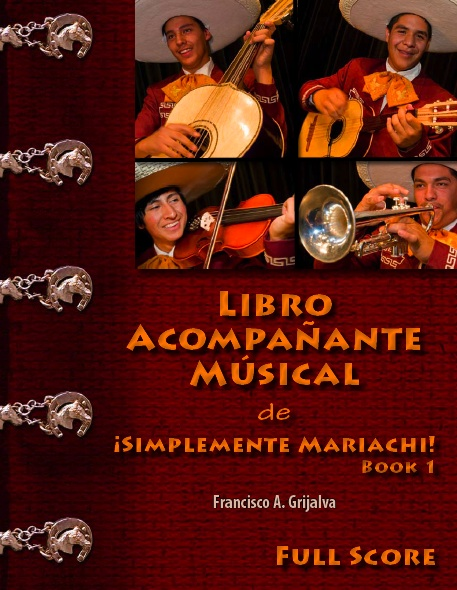 LIBRO
ACOMPAÑANTE
MÚSICAL
de
¡SIMPLEMENTE MARIACHI!
BOOK 1
Francisco A. Grijalva
FULL SCORE